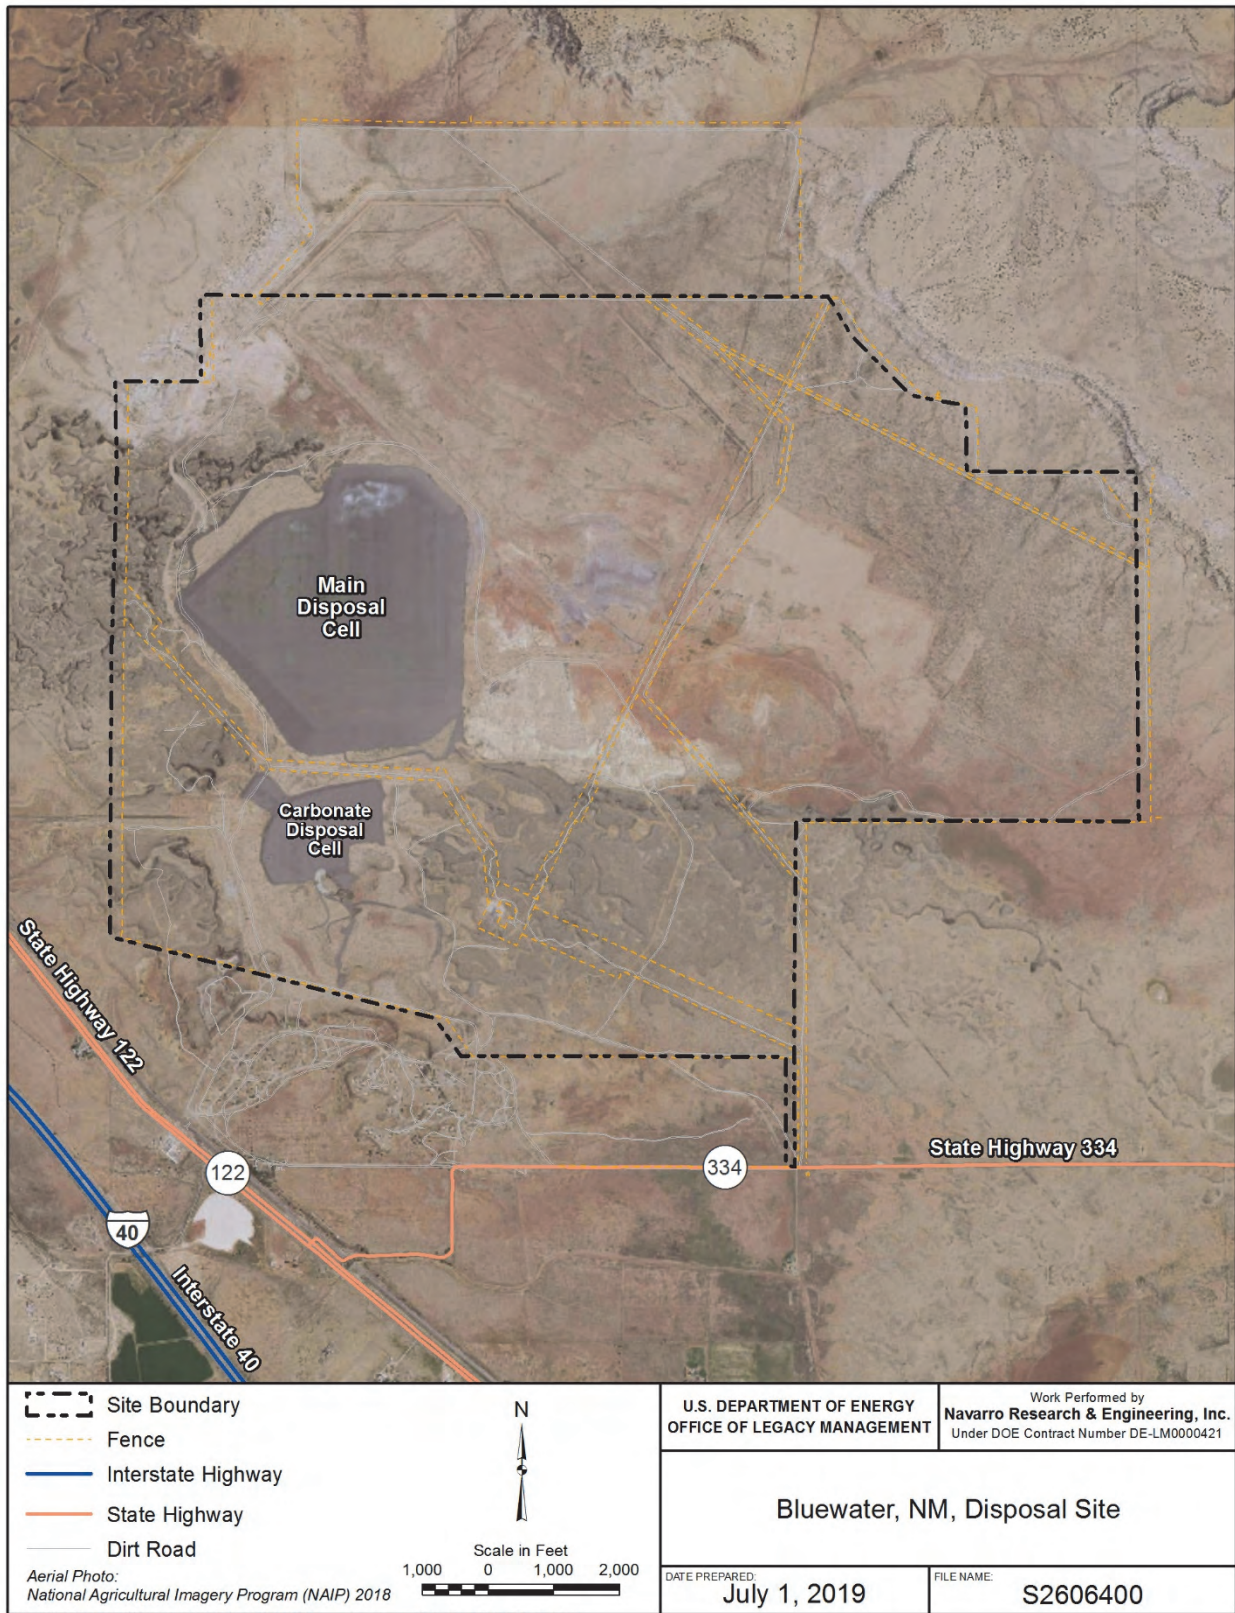 Main
Disposal
Cell
Carbonate
Disposal
Cell
State Highway 122
State Highway 334
122
334
40
Interstate 40
Site Boundary
Fence
Interstate Highway
State Highway
Dirt Road
Aerial Photo:
National Agricultural Imagery Program (NAIP) 2018
N
Scale in Feet
1,000 0 1,000 2,000
U.S. DEPARTMENT OF ENERGY
OFFICE OF LEGACY MANAGEMENT
Work Performed by
Navarro Research & Engineering, Inc.
Under DOE Contract Number DE-LM0000421
Bluewater, NM, Disposal Site
DATE PREPARED:
July 1, 2019
FILE NAME:
S2606400